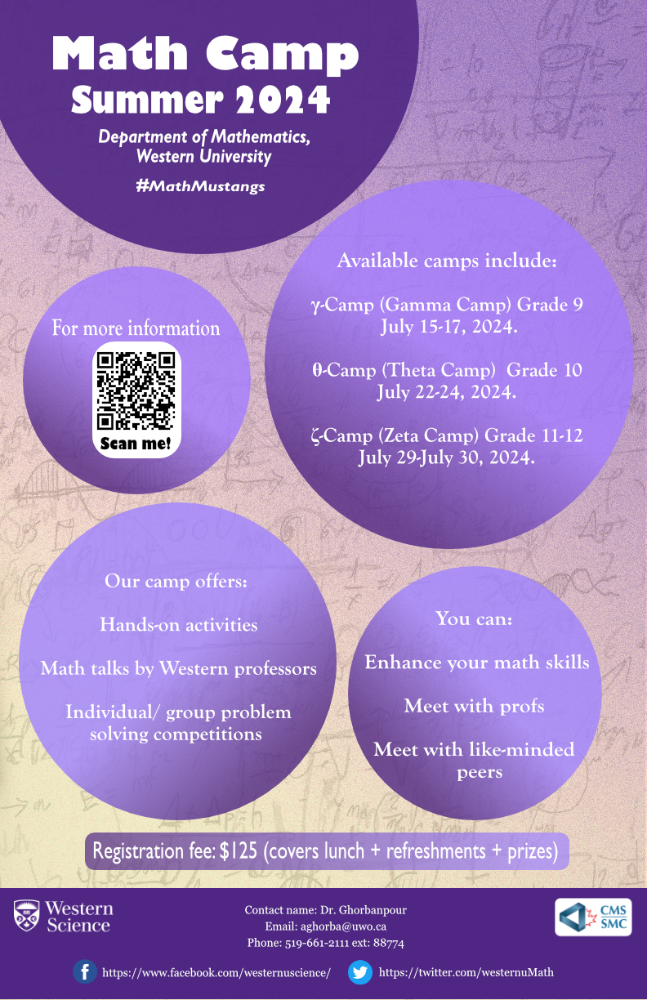 Math Camp
Summer 2024
Department of Mathematics,
Western University
#MathMustangs
Available camps include:
γ-Camp (Gamma Camp) Grade 9
July 15-17, 2024.
θ-Camp (Theta Camp)  Grade 10
July 22-24, 2024.
ζ-Camp (Zeta Camp) Grade 11-12
July 29-July 30, 2024.
For more information
Scan me!
Our camp offers:
Hands-on activities
Math talks by Western professors
Individual/ group problem
solving competitions
You can:
Enhance your math skills
Meet with profs
Meet with like-minded
peers
Registration fee: $125 (covers lunch + refreshments + prizes)
Western
Science
Contact name: Dr. Ghorbanpour
Email: aghorba@uwo.ca
Phone: 519-661-2111 ext: 88774
CMS
SMC
https://www.facebook.com/westernuscience/
https://twitter.com/westernuMath